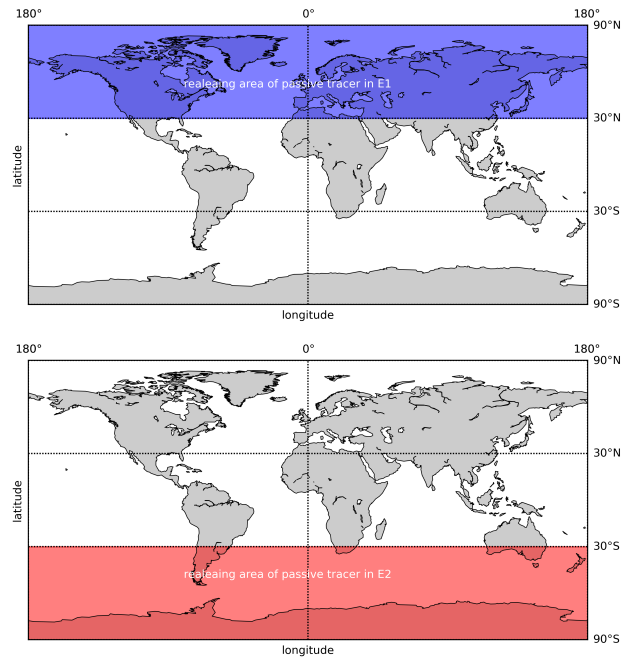 180° 0° 180°
90°N
realeaing area of passive tracer in E1
30°N
latitude
30°S
90°S
longitude
180° 0° 180°
90°N
30°N
latitude
30°S
realeaing area of passive tracer in E2
90°S
longitude